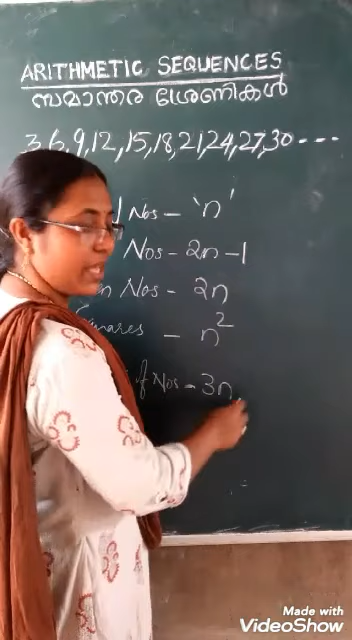 ARITHMETIC SEQUENCES
സമാന്തര ശ്രേണികൾ
3,6,9,12,15,18,21,24,27,30---
Nos - 'n'
Nos - 2n -1
Nos - 2n
- n²
of Nos - 3n
Made with
VideoShow